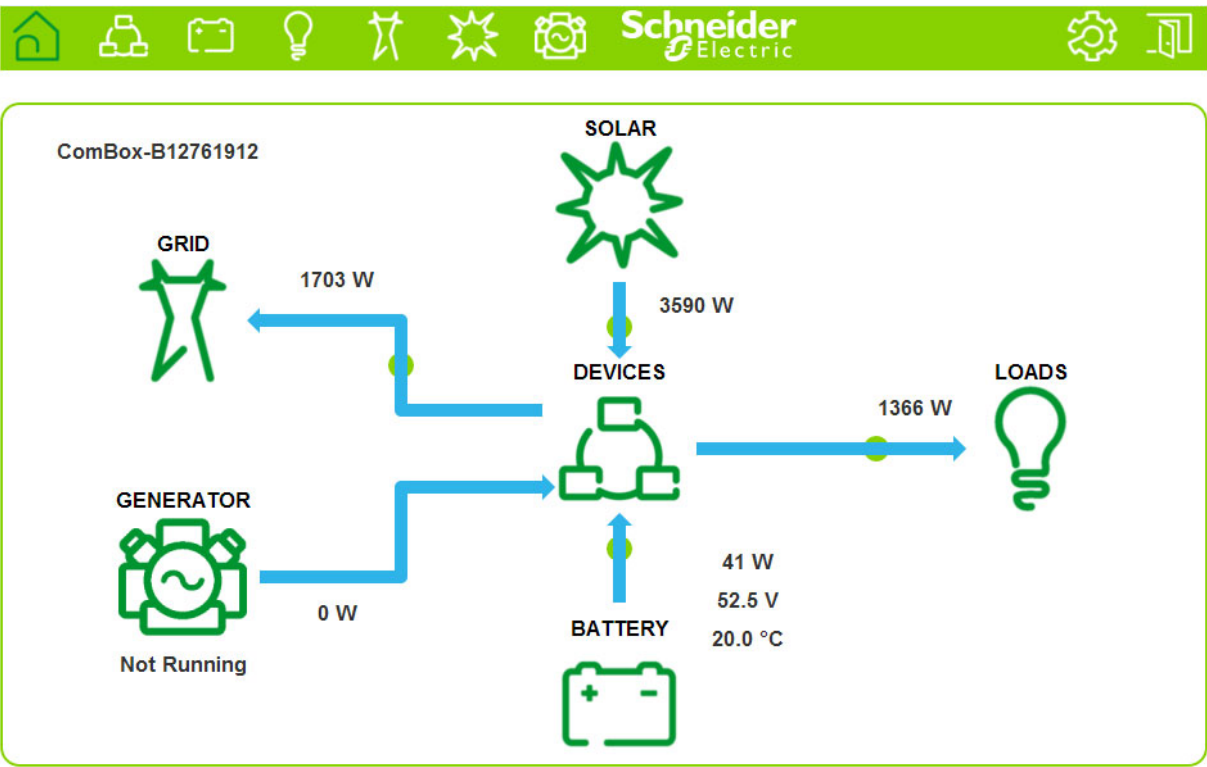 Schneider
Electric
ComBox-B12761912
SOLAR
GRID
1703 W
3590 W
DEVICES
LOADS
1366 W
GENERATOR
0 W
Not Running
41 W
52.5 V
20.0 °C
BATTERY